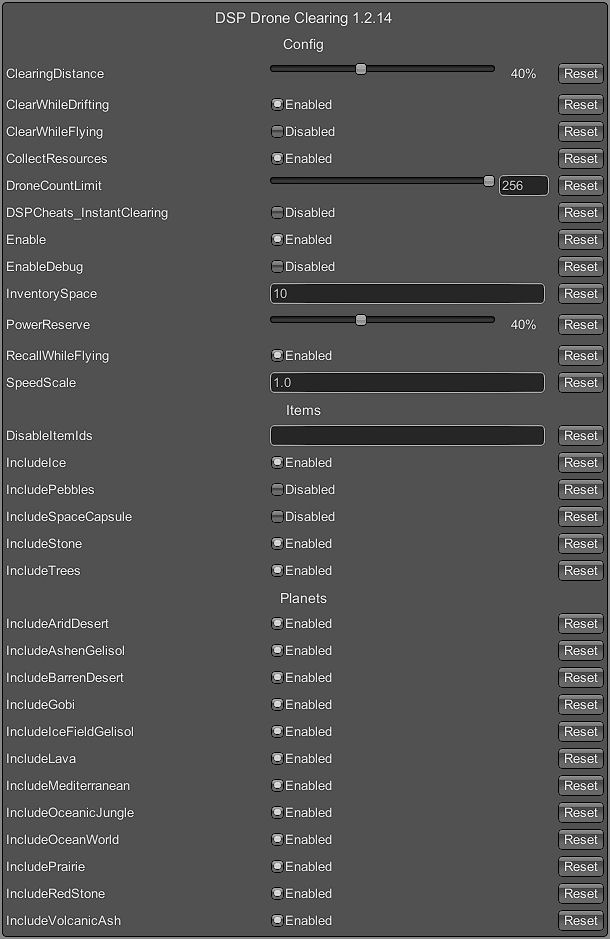 DSP Drone Clearing 1.2.14
Config
ClearingDistance 40% Reset
ClearWhileDrifting Enabled Reset
ClearWhileFlying Disabled Reset
CollectResources Enabled Reset
DroneCountLimit 256 Reset
DSPCheats_InstantClearing Disabled Reset
Enable Enabled Reset
EnableDebug Disabled Reset
InventorySpace 10 Reset
PowerReserve 40% Reset
RecallWhileFlying Enabled Reset
SpeedScale 1.0 Reset
Items
DisableItemIds Reset
IncludeIce Enabled Reset
IncludePebbles Disabled Reset
IncludeSpaceCapsule Disabled Reset
IncludeStone Enabled Reset
IncludeTrees Enabled Reset
Planets
IncludeAridDesert Enabled Reset
IncludeAshenGelisol Enabled Reset
IncludeBarrenDesert Enabled Reset
IncludeGobi Enabled Reset
IncludeIceFieldGelisol Enabled Reset
IncludeLava Enabled Reset
IncludeMediterranean Enabled Reset
IncludeOceanicJungle Enabled Reset
IncludeOceanWorld Enabled Reset
IncludePrairie Enabled Reset
IncludeRedStone Enabled Reset
IncludeVolcanicAsh Enabled Reset